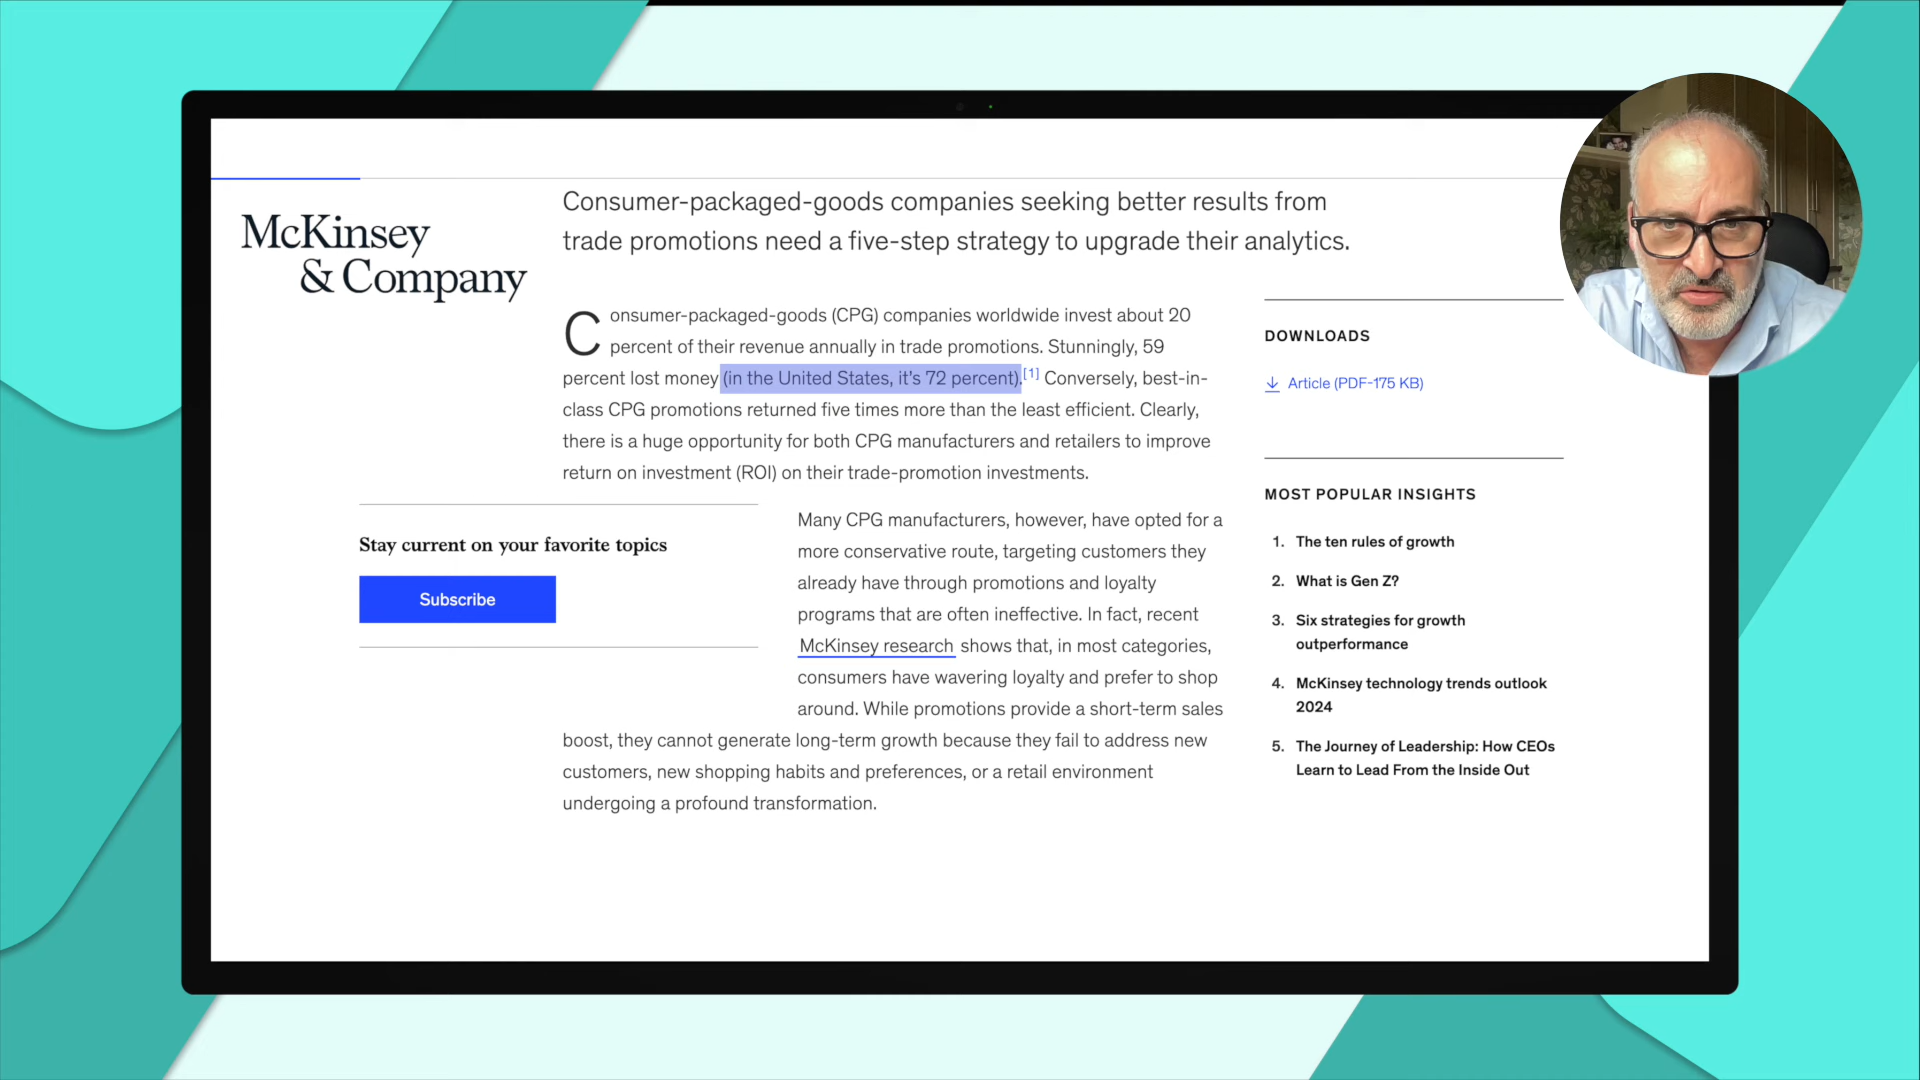 McKinsey
& Company
Consumer-packaged-goods companies seeking better results from
trade promotions need a five-step strategy to upgrade their analytics.
Consumer-packaged-goods (CPG) companies worldwide invest about 20
percent of their revenue annually in trade promotions. Stunningly, 59
percent lost money (in the United States, it's 72 percent).[1] Conversely, best-in-
class CPG promotions returned five times more than the least efficient. Clearly,
there is a huge opportunity for both CPG manufacturers and retailers to improve
return on investment (ROI) on their trade-promotion investments.
Stay current on your favorite topics
Subscribe
Many CPG manufacturers, however, have opted for a
more conservative route, targeting customers they
already have through promotions and loyalty
programs that are often ineffective. In fact, recent
McKinsey research shows that, in most categories,
consumers have wavering loyalty and prefer to shop
around. While promotions provide a short-term sales
boost, they cannot generate long-term growth because they fail to address new
customers, new shopping habits and preferences, or a retail environment
undergoing a profound transformation.
DOWNLOADS
Article (PDF-175 KB)
MOST POPULAR INSIGHTS
1. The ten rules of growth
2. What is Gen Z?
3. Six strategies for growth
outperformance
4. McKinsey technology trends outlook
2024
5. The Journey of Leadership: How CEOs
Learn to Lead From the Inside Out